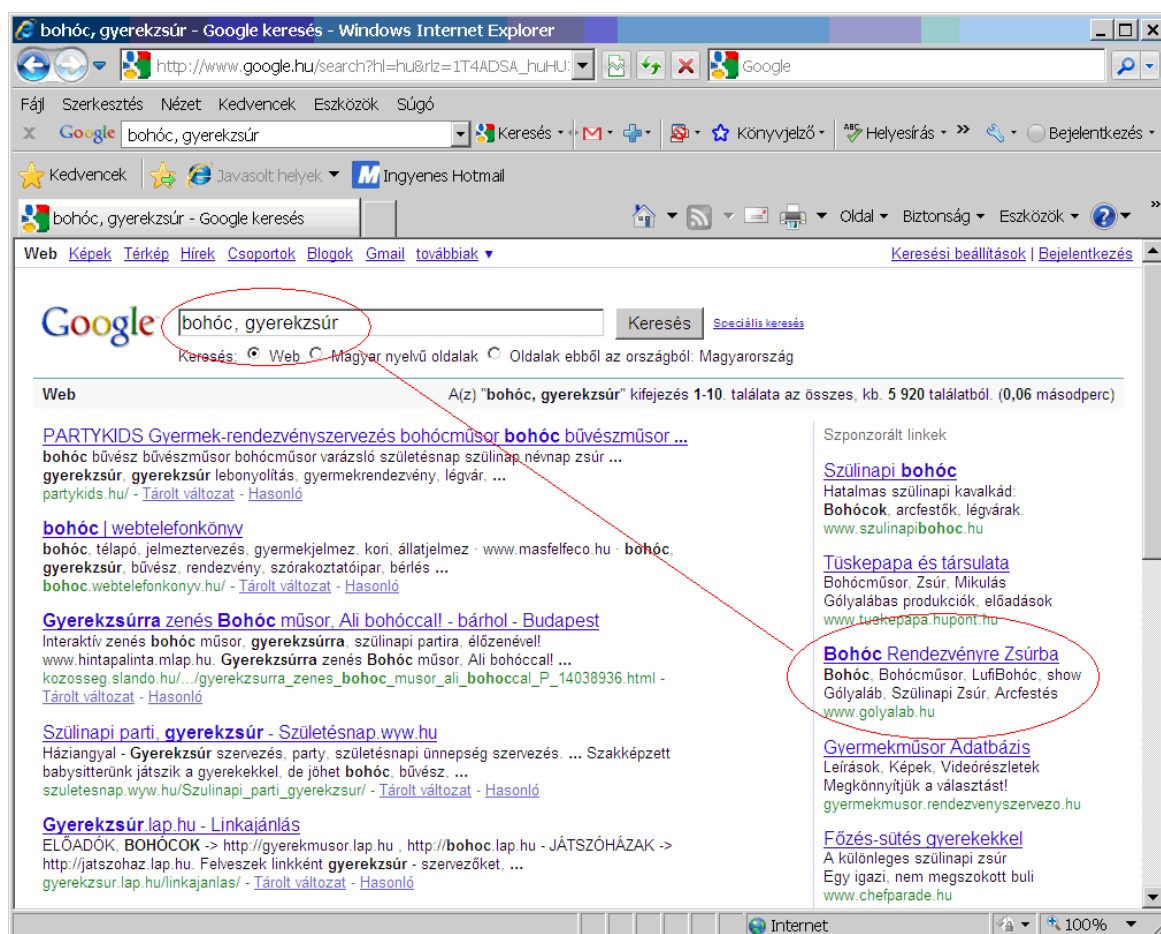 bohóc, gyerekzsúr - Google keresés - Windows Internet Explorer
http://www.google.hu/search?hl=hu&rlz=1T4ADSA_huHU:
Google
Fájl Szerkesztés Nézet Kedvencek Eszközök Súgó
x Google bohóc, gyerekzsúr Keresés Könyvjelző Helyesírás » Bejelentkezés
Kedvencek Javasolt helyek Ingyenes Hotmail
bohóc, gyerekzsúr - Google keresés Oldal Biztonság Eszközök »
Web Képek Térkép Hírek Csoportok Blogok Gmail továbbiak ▼ Keresési beállítások | Bejelentkezés
Google bohóc, gyerekzsúr Keresés Speciális keresés
Keresés: Web Magyar nyelvű oldalak Oldalak ebből az országból: Magyarország
Web A(z) "bohóc, gyerekzsúr" kifejezés 1-10. találata az összes, kb. 5 920 találatból. (0,06 másodperc)
PARTYKIDS Gyermek-rendezvényszervezés bohócműsor bohóc bűvészműsor ...
bohóc bűvész bűvészműsor bohócműsor varázsló születésnap szülinap névnap zsúr ...
gyerekzsúr, gyerekzsúr lebonyolítás, gyermekrendezvény, légvár, ...
partykids.hu/ - Tárolt változat - Hasonló
bohóc | webtelefonkönyv
bohóc, télapó, jelmeztervezés, gyermekjelmez, kori, állatjelmez · www.masfelfeco.hu · bohóc,
gyerekzsúr, bűvész, rendezvény, szórakoztatóipar, bérlés ...
bohoc.webtelefonkonyv.hu/ - Tárolt változat - Hasonló
Gyerekzsúrra zenés Bohóc műsor, Ali bohóccal! - bárhol - Budapest
Interaktív zenés bohóc műsor, gyerekzsúrra, szülinapi partira, élőzenével!
www.hintapalinta.mlap.hu. Gyerekzsúrra zenés Bohóc műsor, Ali bohóccal! ...
kozosseg.slando.hu/.../gyerekzsurra_zenes_bohoc_musor_ali_bohoccal_P_14038936.html -
Tárolt változat - Hasonló
Szülinapi parti, gyerekzsúr - Születésnap.wyw.hu
Háziangyal - Gyerekzsúr szervezés, party, születésnapi ünnepség szervezés. ... Szakképzett
babysitterünk játszik a gyerekekkel, de jöhet bohóc, bűvész, ...
szuletesnap.wyw.hu/Szulinapi_parti_gyerekzsur/ - Tárolt változat - Hasonló
Gyerekzsúr.lap.hu - Linkajánlás
ELŐADÓK, BOHÓCOK -> http://gyerekmusor.lap.hu , http://bohoc.lap.hu - JÁTSZÓHÁZAK ->
http://jatszohaz.lap.hu. Felveszek linkként gyerekzsúr - szervezőket, ...
gyerekzsur.lap.hu/linkajanlas/ - Tárolt változat - Hasonló
Szponzorált linkek
Szülinapi bohóc
Hatalmas szülinapi kavalkád:
Bohócok, arcfestők, légvárak.
www.szulinapibohoc.hu
Tüskepapa és társulata
Bohócműsor, Zsúr, Mikulás
Gólyalábas produkciók, előadások
www.tuskepapa.hupont.hu
Bohóc Rendezvényre Zsúrba
Bohóc, Bohócműsor, LufiBohóc, show
Gólyaláb, Szülinapi Zsúr, Arcfestés
www.golyalab.hu
Gyermekműsor Adatbázis
Leírások, Képek, Videórészletek
Megkönnyítjük a választást!
gyermekmusor.rendezvenyszervezo.hu
Főzés-sütés gyerekekkel
A különleges szülinapi zsúr
Egy igazi, nem megszokott buli
www.chefparade.hu
Internet 100%